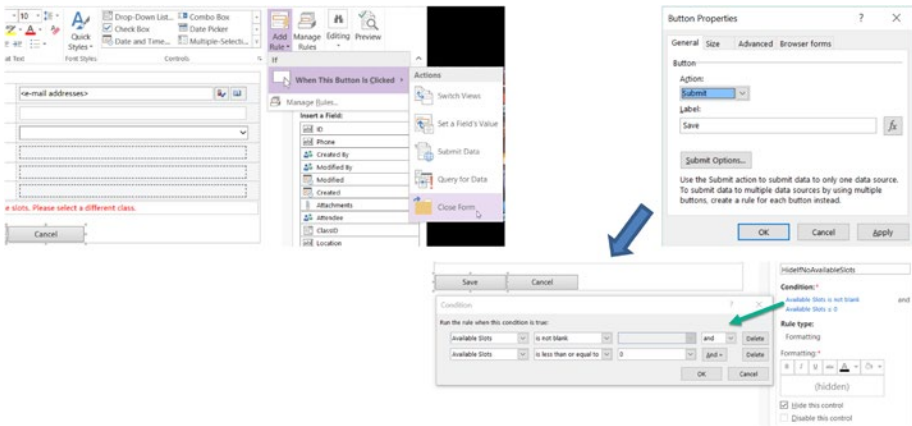 10
Quick
Styles
Font Styles
Drop-Down List...
Check Box
Date and Time...
Combo Box
Date Picker
Multiple-Selecti...
Controls
Add
Rule
Manage
Rules
Editing
Preview
If
When This Button Is Clicked
Manage Rules...
Actions
Switch Views
Set a Field's Value
Submit Data
Query for Data
Close Form
Insert a Field:
ID
Phone
Created By
Modified By
Modified
Created
Attachments
Attendee
ClassID
Location
<e-mail addresses>
e slots. Please select a different class.
Cancel
Button Properties
? ×
General Size Advanced Browser forms
Button
Action:
Submit
Label:
Save
fx
Submit Options...
Use the Submit action to submit data to only one data source.
To submit data to multiple data sources by using multiple
buttons, create a rule for each button instead.
OK Cancel Apply
Save Cancel
Condition
? ×
Run the rule when this condition is true:
Available Slots is not blank and Delete
Available Slots is less than or equal to 0 And » Delete
OK Cancel
HideIfNoAvailableSlots
Condition:*
Available Slots is not blank and
Available Slots ≤ 0
Rule type:
Formatting
Formatting:*
B I U abc A
(hidden)
Hide this control
Disable this control